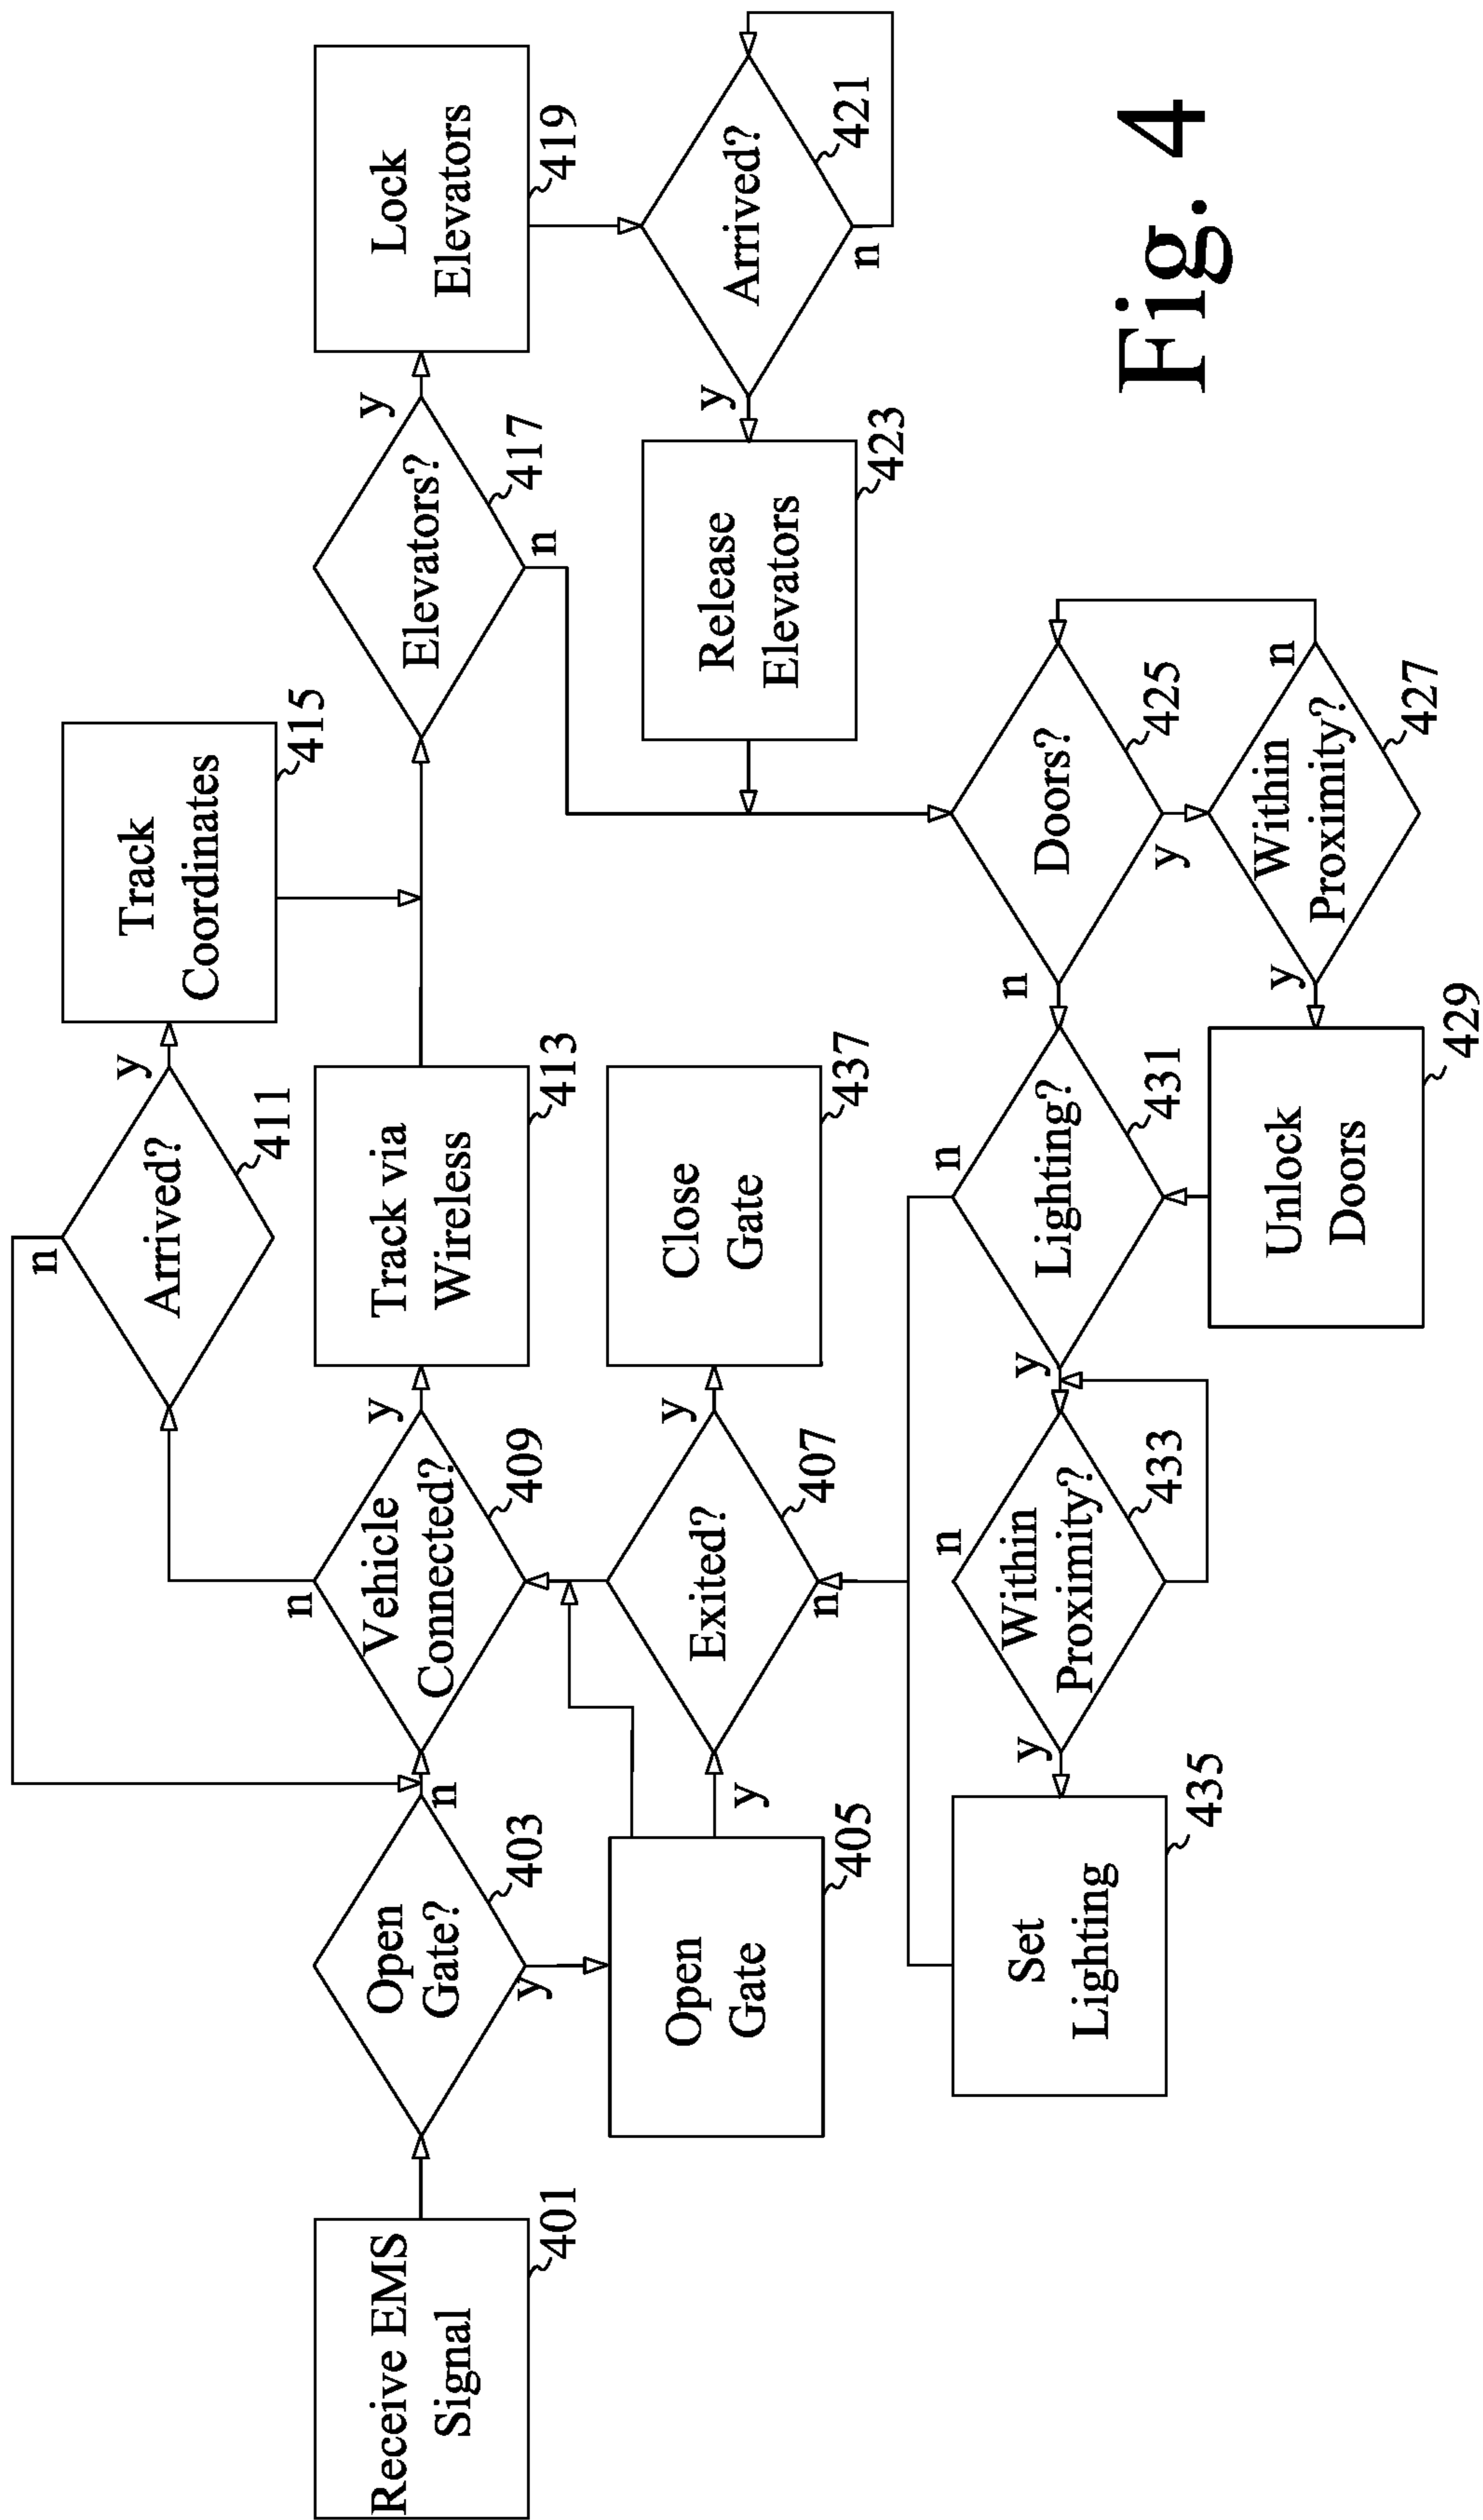 Receive EMS
Signal
401
Open
Gate?
403
n
y
Open
Gate
405
y
Vehicle
Connected?
409
n
y
Exited?
407
n
y
Arrived?
411
n
y
Track via
Wireless
413
Close
Gate
437
Track
Coordinates
415
Elevators?
417
y
n
Lock
Elevators
419
Arrived?
421
y
n
Release
Elevators
423
Doors?
425
n
y
Within
Proximity?
427
n
y
Unlock
Doors
429
Lighting?
431
n
y
Within
Proximity?
433
n
y
Set
Lighting
435
Fig. 4